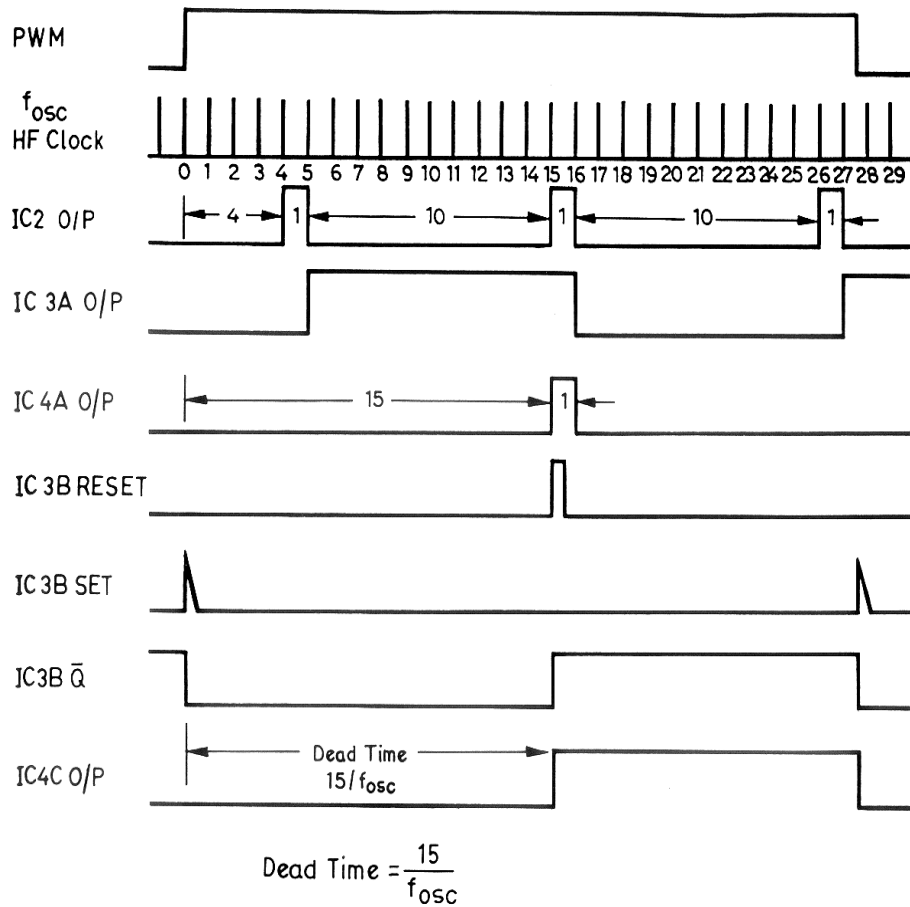 PWM
fosc
HF Clock
0 1 2 3 4 5 6 7 8 9 10 11 12 13 14 15 16 17 18 19 20 21 22 23 24 25 26 27 28 29
IC2 O/P
4 1 10 1 10 1
IC 3A O/P
IC 4A O/P
15 1
IC 3B RESET
IC 3B SET
IC3B Q̄
IC4C O/P
Dead Time
15/fosc
Dead Time = 15/fosc